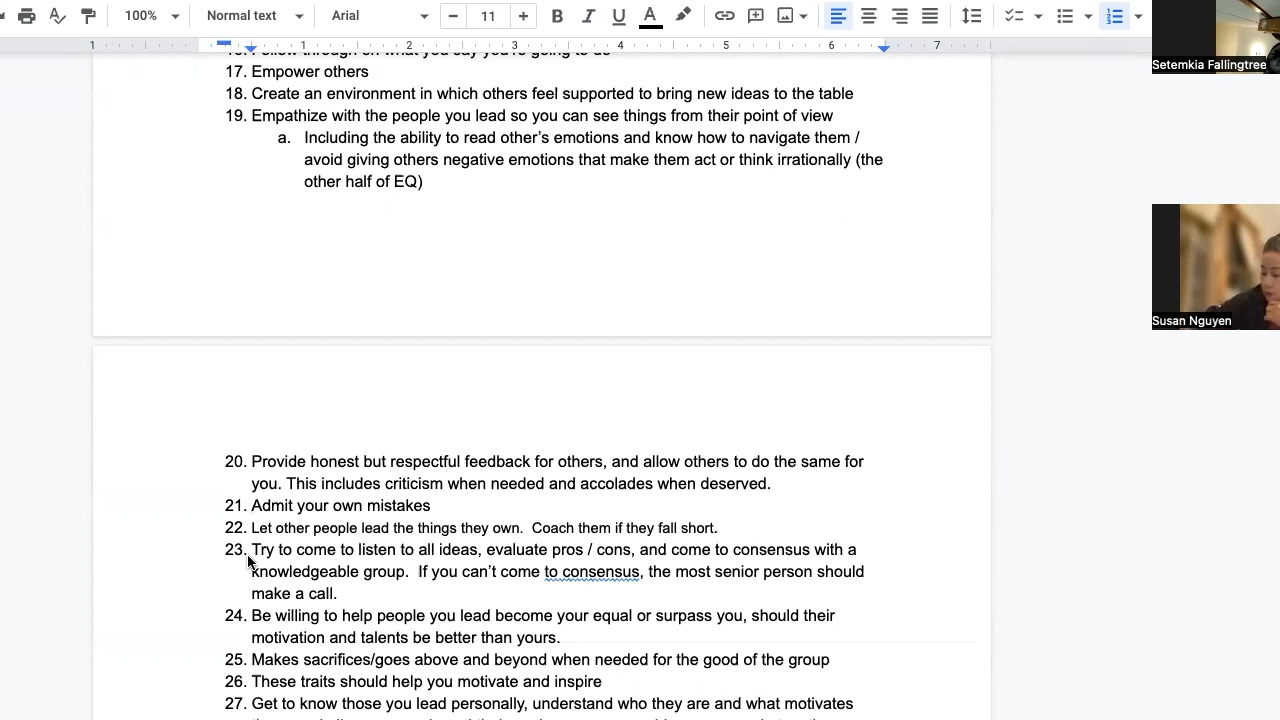 100% Normal text Arial 11 B I U A
1 1 2 3 4 5 6 7
Setemkia Fallingtree
17. Empower others
18. Create an environment in which others feel supported to bring new ideas to the table
19. Empathize with the people you lead so you can see things from their point of view
a. Including the ability to read other's emotions and know how to navigate them /
avoid giving others negative emotions that make them act or think irrationally (the
other half of EQ)
Susan Nguyen
20. Provide honest but respectful feedback for others, and allow others to do the same for
you. This includes criticism when needed and accolades when deserved.
21. Admit your own mistakes
22. Let other people lead the things they own.  Coach them if they fall short.
23. Try to come to listen to all ideas, evaluate pros / cons, and come to consensus with a
knowledgeable group.  If you can't come to consensus, the most senior person should
make a call.
24. Be willing to help people you lead become your equal or surpass you, should their
motivation and talents be better than yours.
25. Makes sacrifices/goes above and beyond when needed for the good of the group
26. These traits should help you motivate and inspire
27. Get to know those you lead personally, understand who they are and what motivates